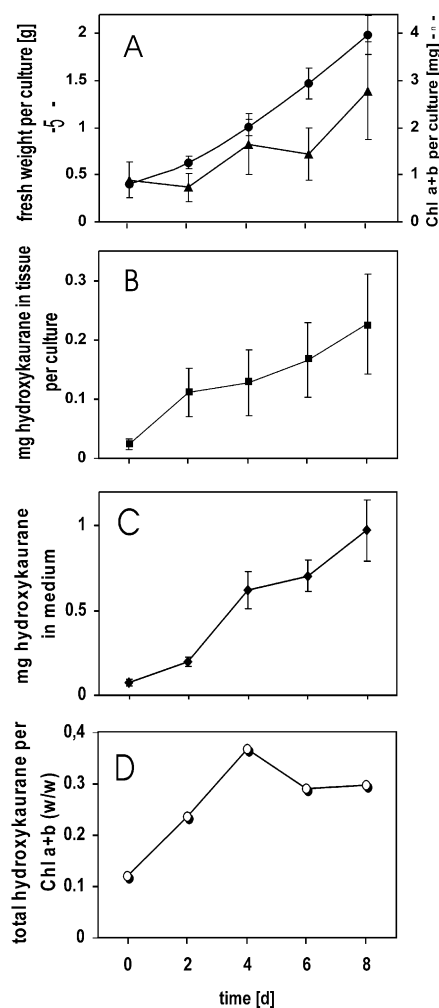 A
fresh weight per culture [g]
-5 -
2
1.5
1
0.5
0
4
3
2
1
0
Chl a+b per culture [mg] - -
B
mg hydroxykaurane in tissue
per culture
0.3
0.2
0.1
0
C
mg hydroxykaurane
in medium
1
0.5
0
D
total hydroxykaurane per
Chl a+b (w/w)
0,4
0.3
0.2
0.1
0
0 2 4 6 8
time [d]